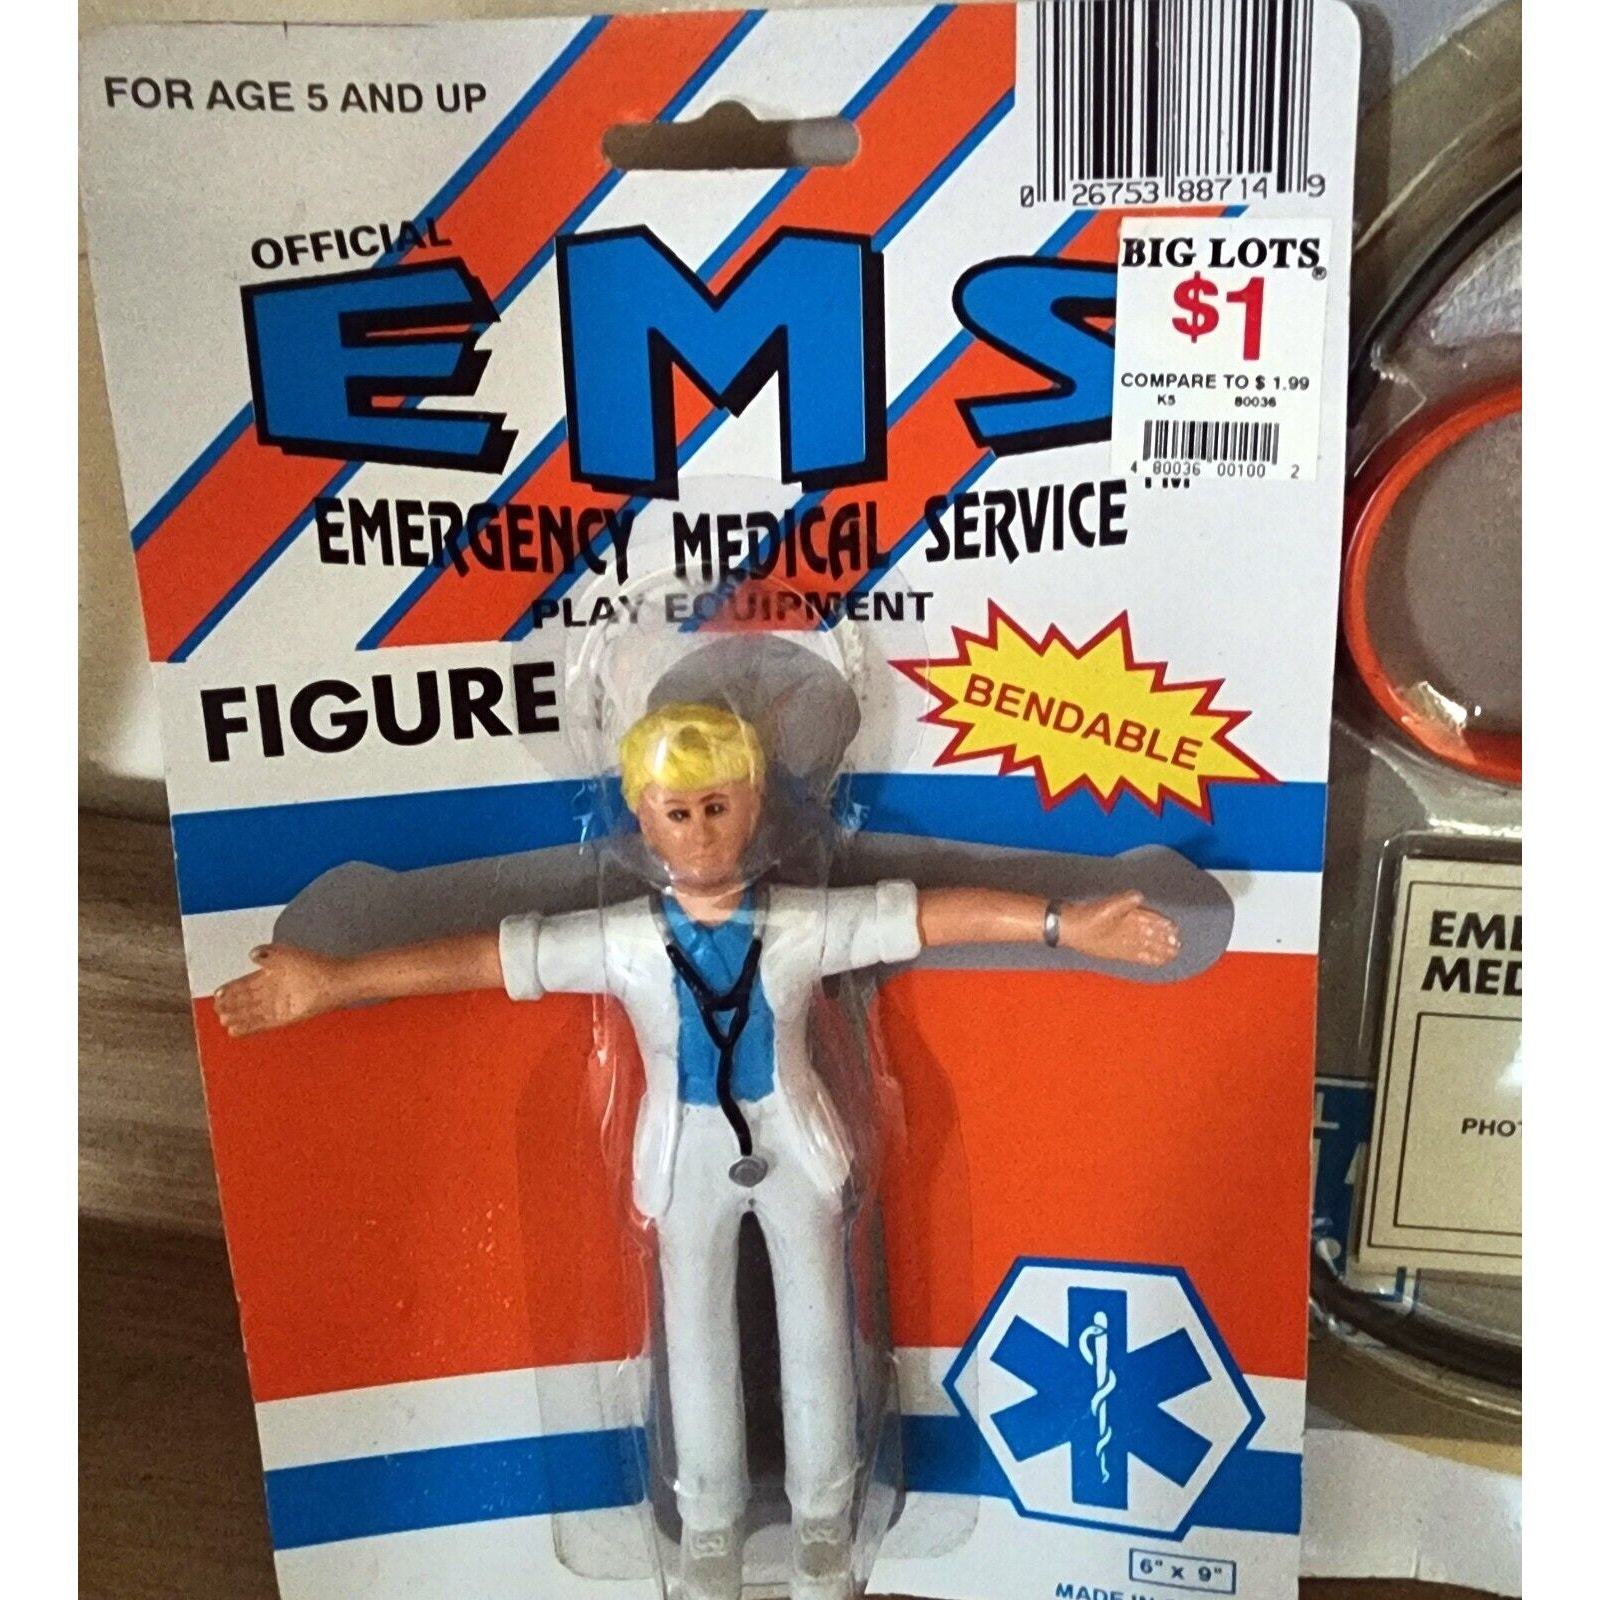 FOR AGE 5 AND UP
0 26753 88714 9
OFFICIAL
EMS
BIG LOTS®
$1
COMPARE TO $ 1.99
K5 80036
4 80036 00100 2
EMERGENCY MEDICAL SERVICE
PLAY EQUIPMENT
FIGURE
BENDABLE
6" x 9"
MADE